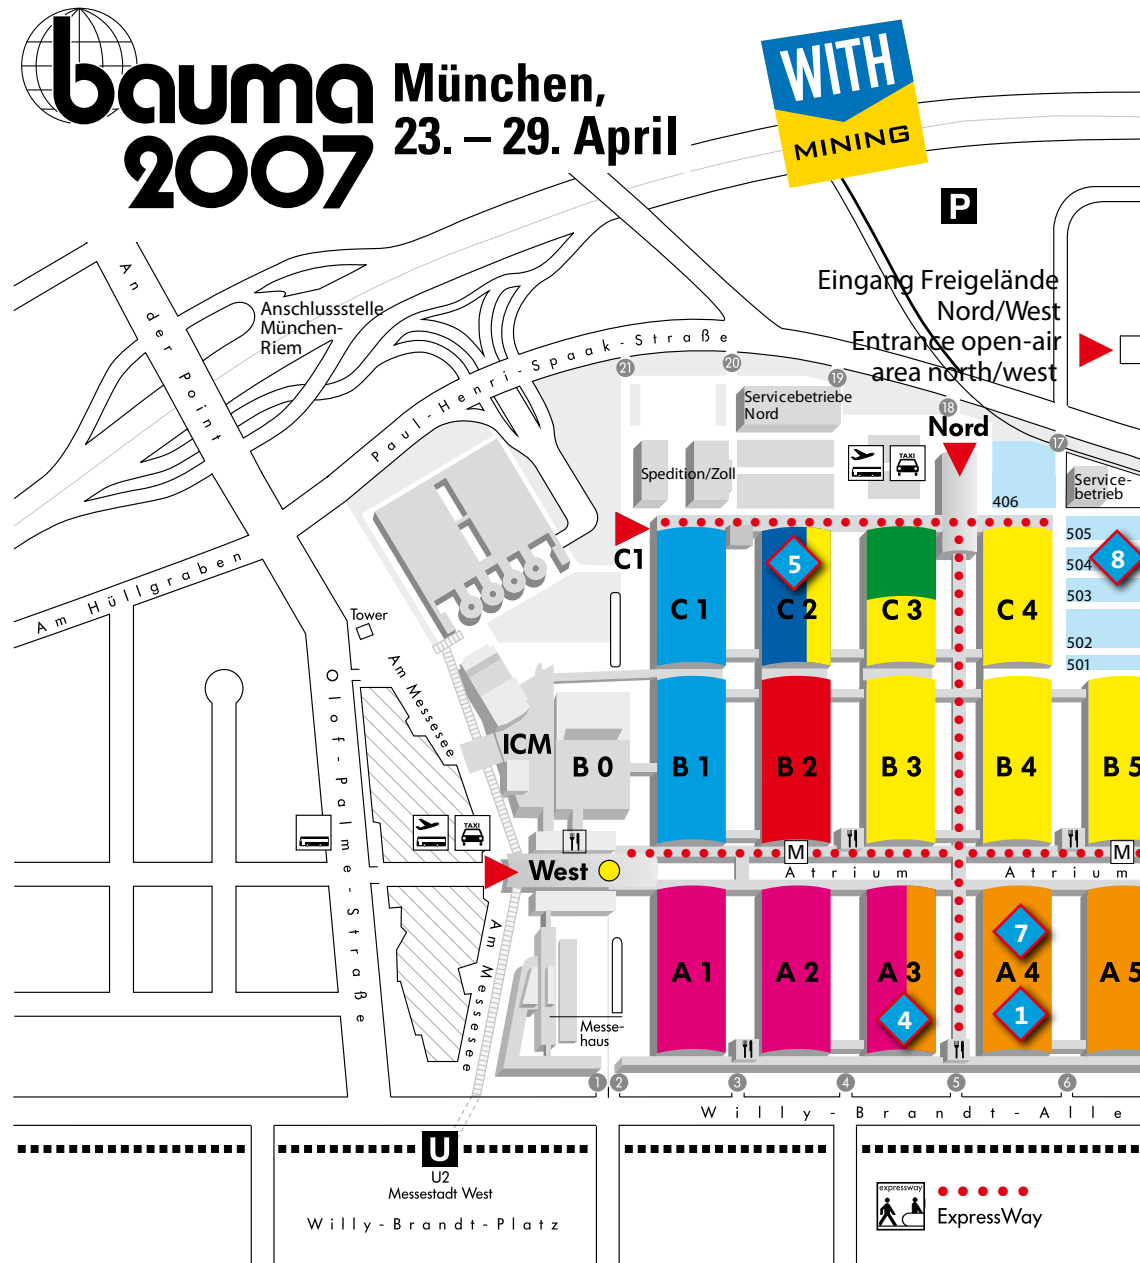 bauma
2007
München,
23. – 29. April
WITH
MINING
P
Eingang Freigelände
Nord/West
Entrance open-air
area north/west
An der Point
Anschlussstelle
München-
Riem
Paul-Henri-Spaak-Straße
21
20
19
18
17
Servicebetriebe
Nord
Nord
Spedition/Zoll
TAXI
Service-
betrieb
406
505
504
503
502
501
C1
5
8
C 1
C 2
C 3
C 4
Am Hüllgraben
Tower
Am Messesee
Olof-Palme-Straße
ICM
B 0
B 1
B 2
B 3
B 4
B 5
TAXI
West
M
M
Atrium
Atrium
Am Messesee
7
A 1
A 2
A 3
A 4
A 5
4
1
Messe-
haus
1
2
3
4
5
6
Willy-Brandt-Alle
U
U2
Messestadt West
Willy-Brandt-Platz
expressway
ExpressWay